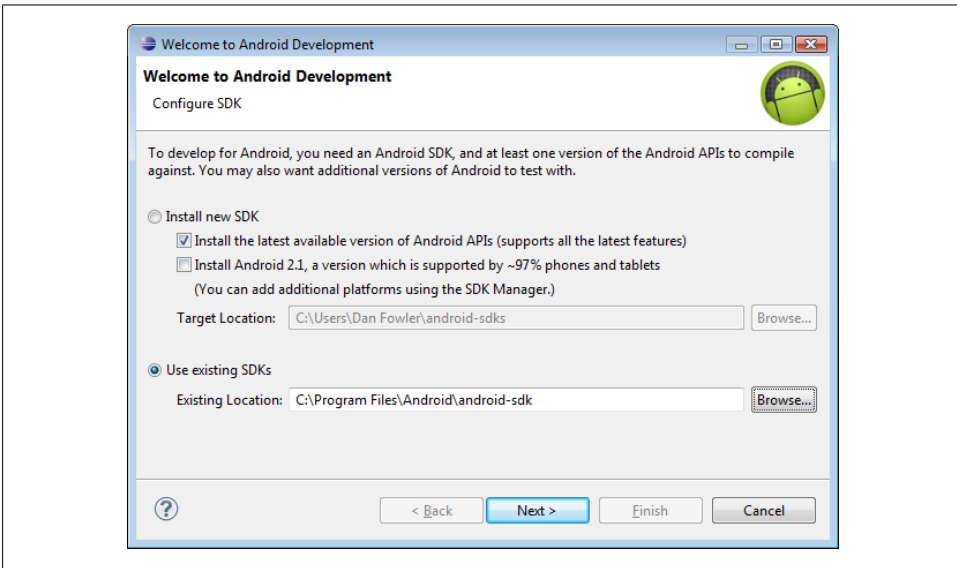 Welcome to Android Development
Welcome to Android Development
Configure SDK
To develop for Android, you need an Android SDK, and at least one version of the Android APIs to compile
against. You may also want additional versions of Android to test with.
Install new SDK
Install the latest available version of Android APIs (supports all the latest features)
Install Android 2.1, a version which is supported by ~97% phones and tablets
(You can add additional platforms using the SDK Manager.)
Target Location: C:\Users\Dan Fowler\android-sdks Browse...
Use existing SDKs
Existing Location: C:\Program Files\Android\android-sdk Browse...
? < Back Next > Finish Cancel